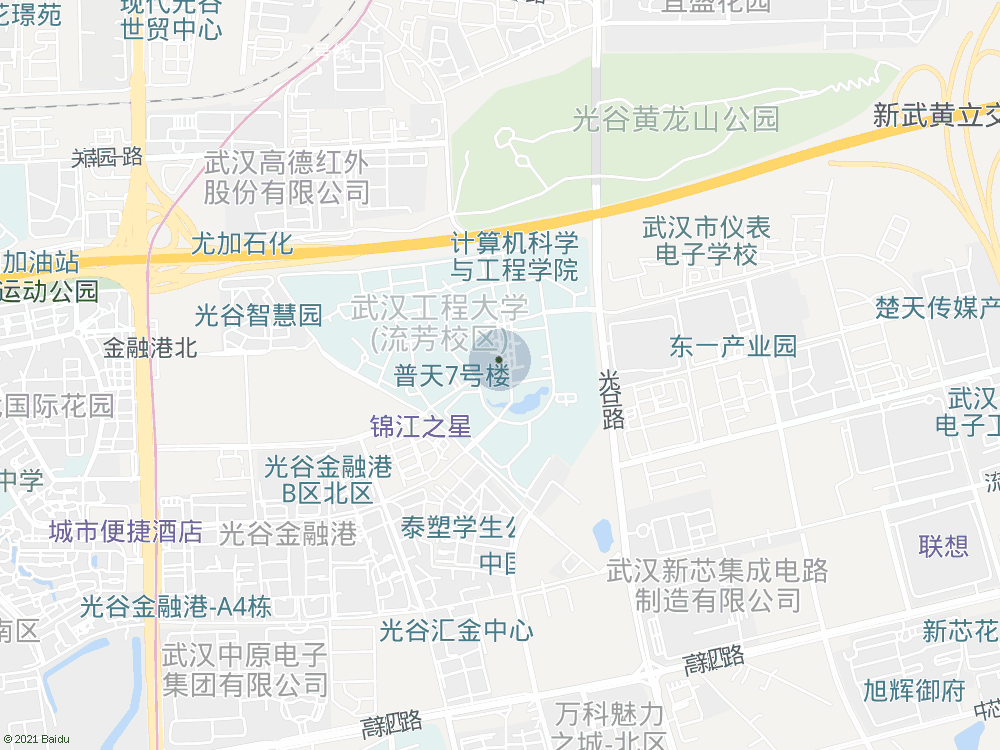 花璟苑
现代光谷
世贸中心
宜盛花园
2号线
光谷黄龙山公园
新武黄立交
关南园一路
武汉高德红外
股份有限公司
尤加石化
计算机科学
与工程学院
武汉市仪表
电子学校
加油站
运动公园
光谷智慧园
武汉工程大学
(流芳校区)
楚天传媒产
金融港北
东一产业园
普天7号楼
光谷一路
国际花园
武汉
电子工
锦江之星
光谷金融港
B区北区
中学
流
城市便捷酒店
光谷金融港
泰塑学生公
中国
联想
武汉新芯集成电路
制造有限公司
光谷金融港-A4栋
南区
光谷汇金中心
新芯花
武汉中原电子
集团有限公司
高新四路
旭辉御府
高新四路
万科魅力
之城-北区
中芯
© 2021 Baidu